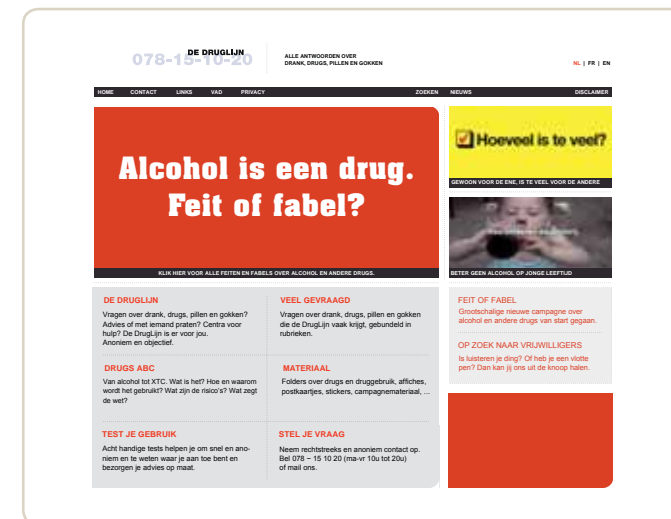 DE DRUGLIJN
078-15-10-20
ALLE ANTWOORDEN OVER
DRANK, DRUGS, PILLEN EN GOKKEN
NL | FR | EN
HOME CONTACT LINKS VAD PRIVACY ZOEKEN NIEUWS DISCLAIMER
Alcohol is een drug.
Feit of fabel?
KLIK HIER VOOR ALLE FEITEN EN FABELS OVER ALCOHOL EN ANDERE DRUGS.
Hoeveel is te veel?
GEWOON VOOR DE ENE, IS TE VEEL VOOR DE ANDERE
BETER GEEN ALCOHOL OP JONGE LEEFTIJD
DE DRUGLIJN
Vragen over drank, drugs, pillen en gokken?
Advies of met iemand praten? Centra voor
hulp? De DrugLijn is er voor jou.
Anoniem en objectief.
VEEL GEVRAAGD
Vragen over drank, drugs, pillen en gokken
die de DrugLijn vaak krijgt, gebundeld in
rubrieken.
DRUGS ABC
Van alcohol tot XTC. Wat is het? Hoe en waarom
wordt het gebruikt? Wat zijn de risico's? Wat zegt
de wet?
MATERIAAL
Folders over drugs en druggebruik, affiches,
postkaartjes, stickers, campagnemateriaal, ...
TEST JE GEBRUIK
Acht handige tests helpen je om snel en ano-
niem en te weten waar je aan toe bent en
bezorgen je advies op maat.
STEL JE VRAAG
Neem rechtstreeks en anoniem contact op.
Bel 078 – 15 10 20 (ma-vr 10u tot 20u)
of mail ons.
FEIT OF FABEL
Grootschalige nieuwe campagne over
alcohol en andere drugs van start gegaan.
OP ZOEK NAAR VRIJWILLIGERS
Is luisteren je ding? Of heb je een vlotte
pen? Dan kan jij ons uit de knoop halen.